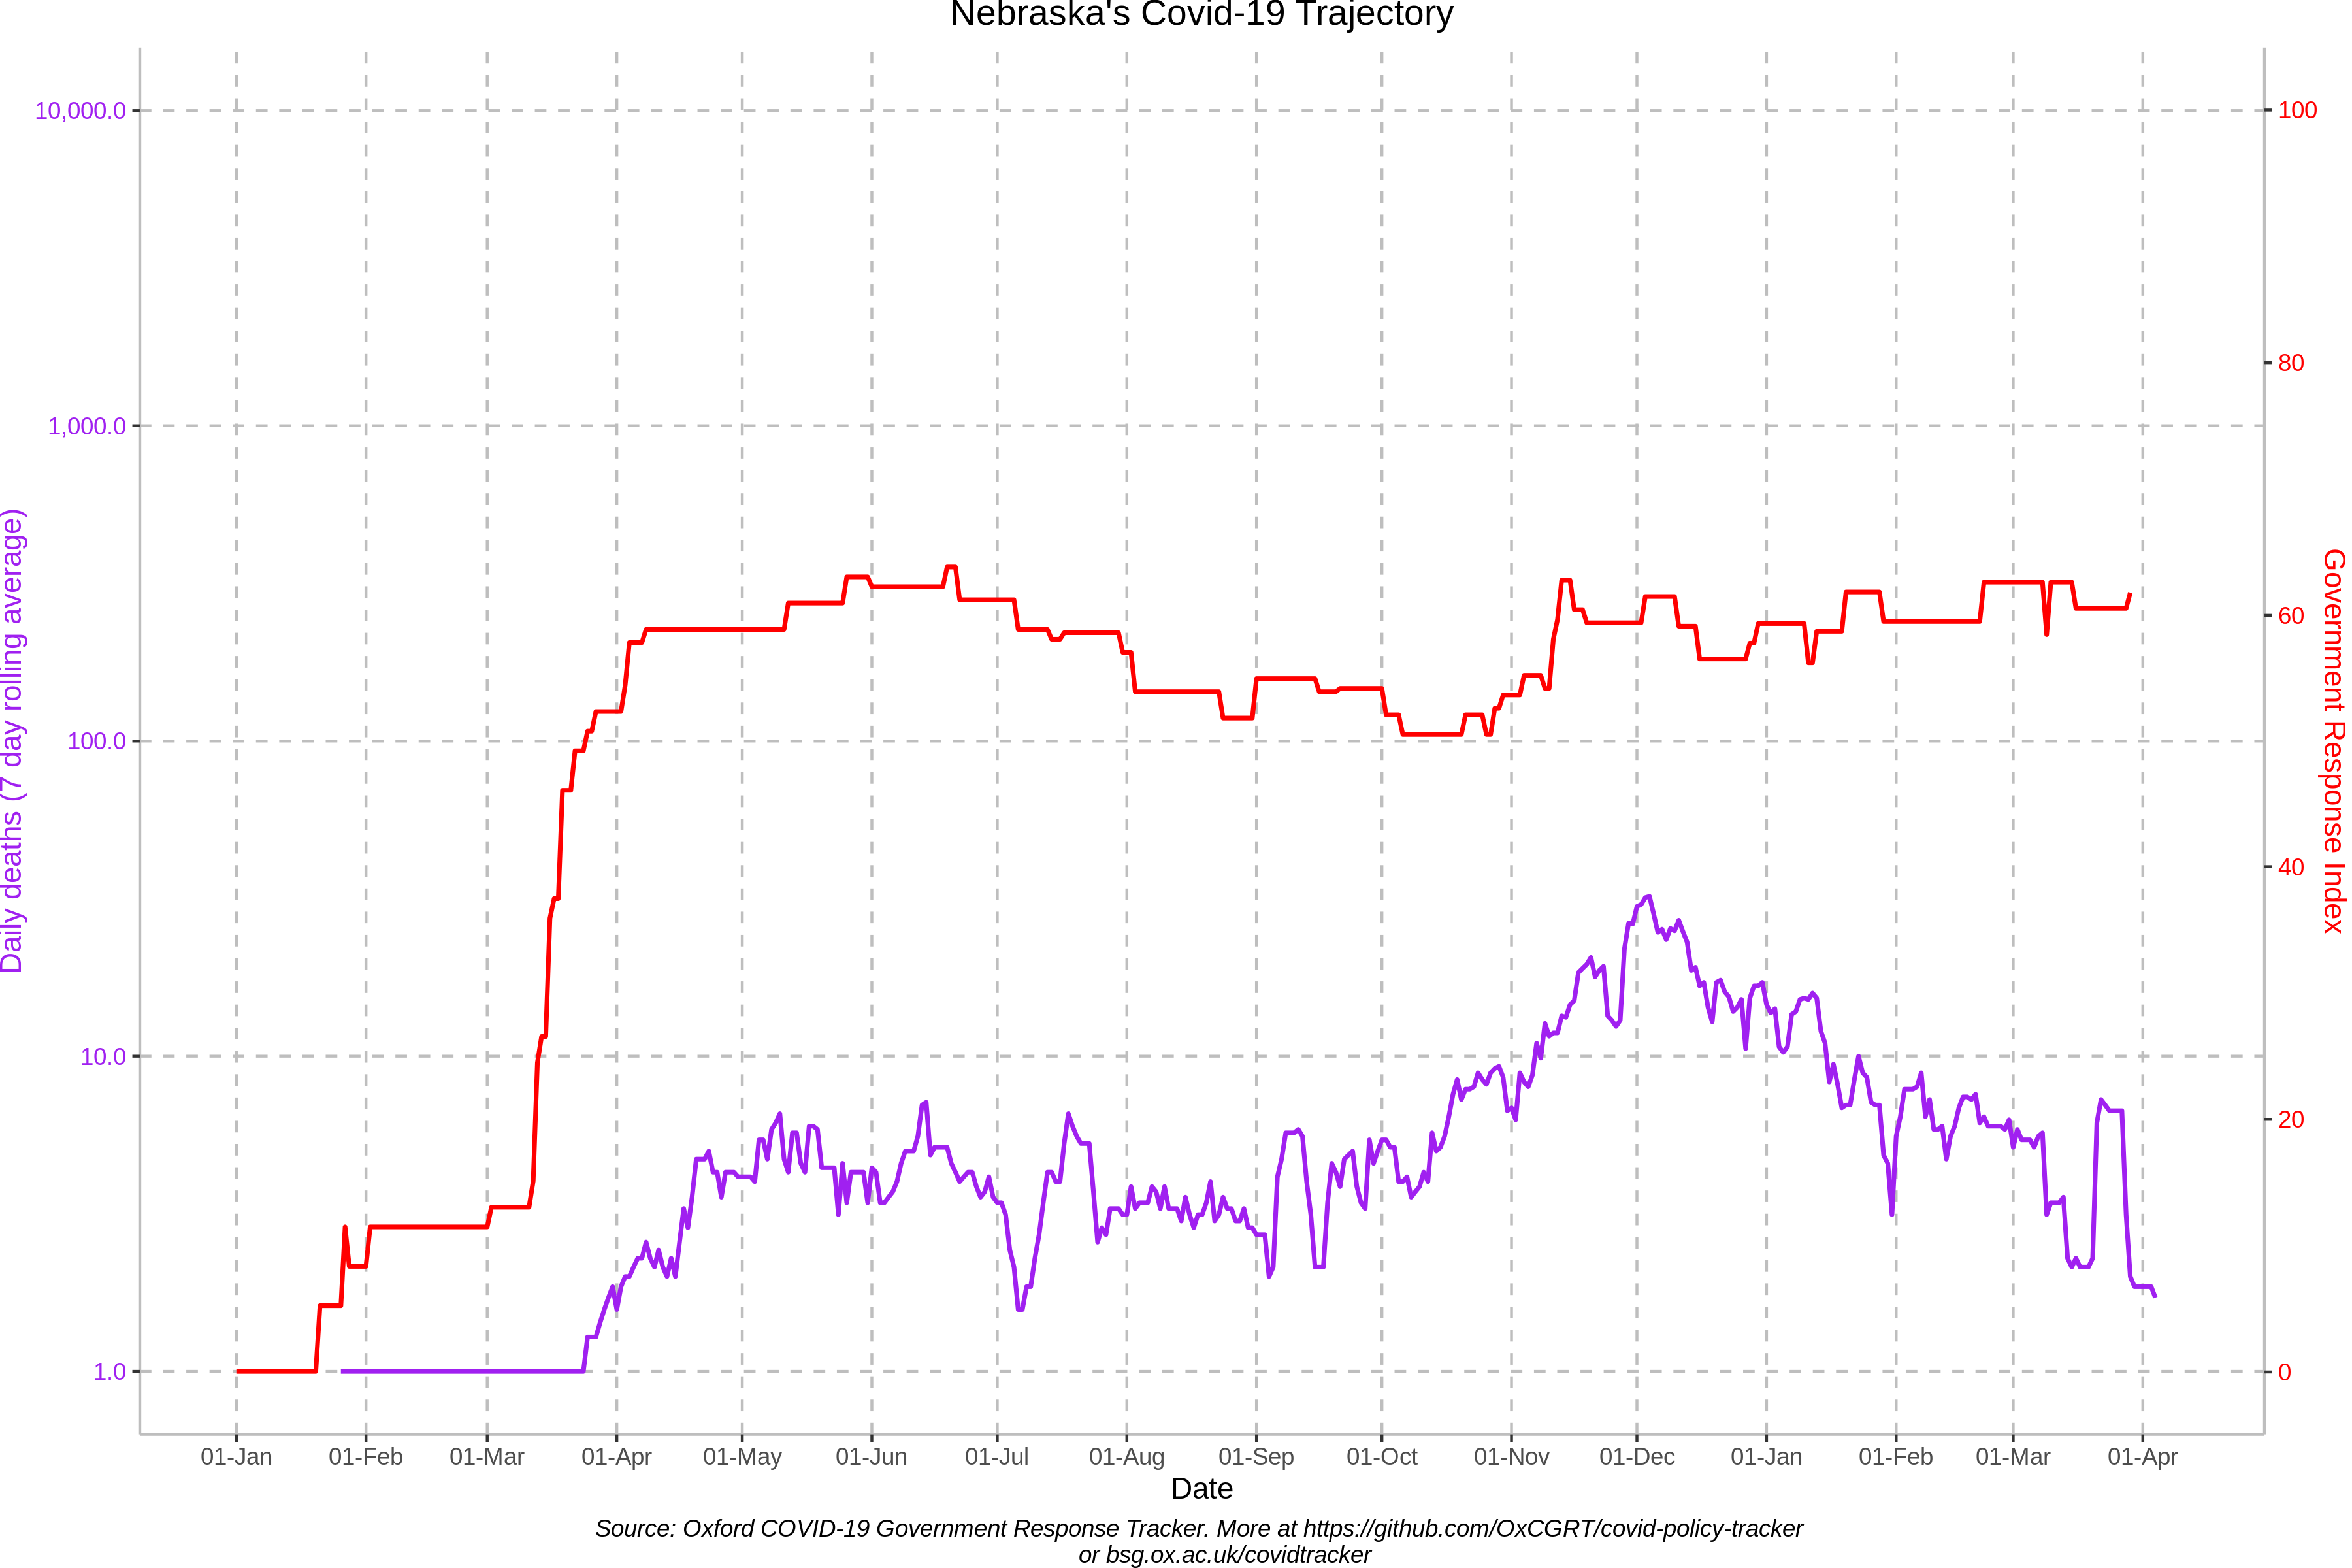 Nebraska's Covid-19 Trajectory
10,000.0
1,000.0
100.0
10.0
1.0
Daily deaths (7 day rolling average)
100
80
60
40
20
0
Government Response Index
01-Jan 01-Feb 01-Mar 01-Apr 01-May 01-Jun 01-Jul 01-Aug 01-Sep 01-Oct 01-Nov 01-Dec 01-Jan 01-Feb 01-Mar 01-Apr
Date
Source: Oxford COVID-19 Government Response Tracker. More at https://github.com/OxCGRT/covid-policy-tracker
or bsg.ox.ac.uk/covidtracker